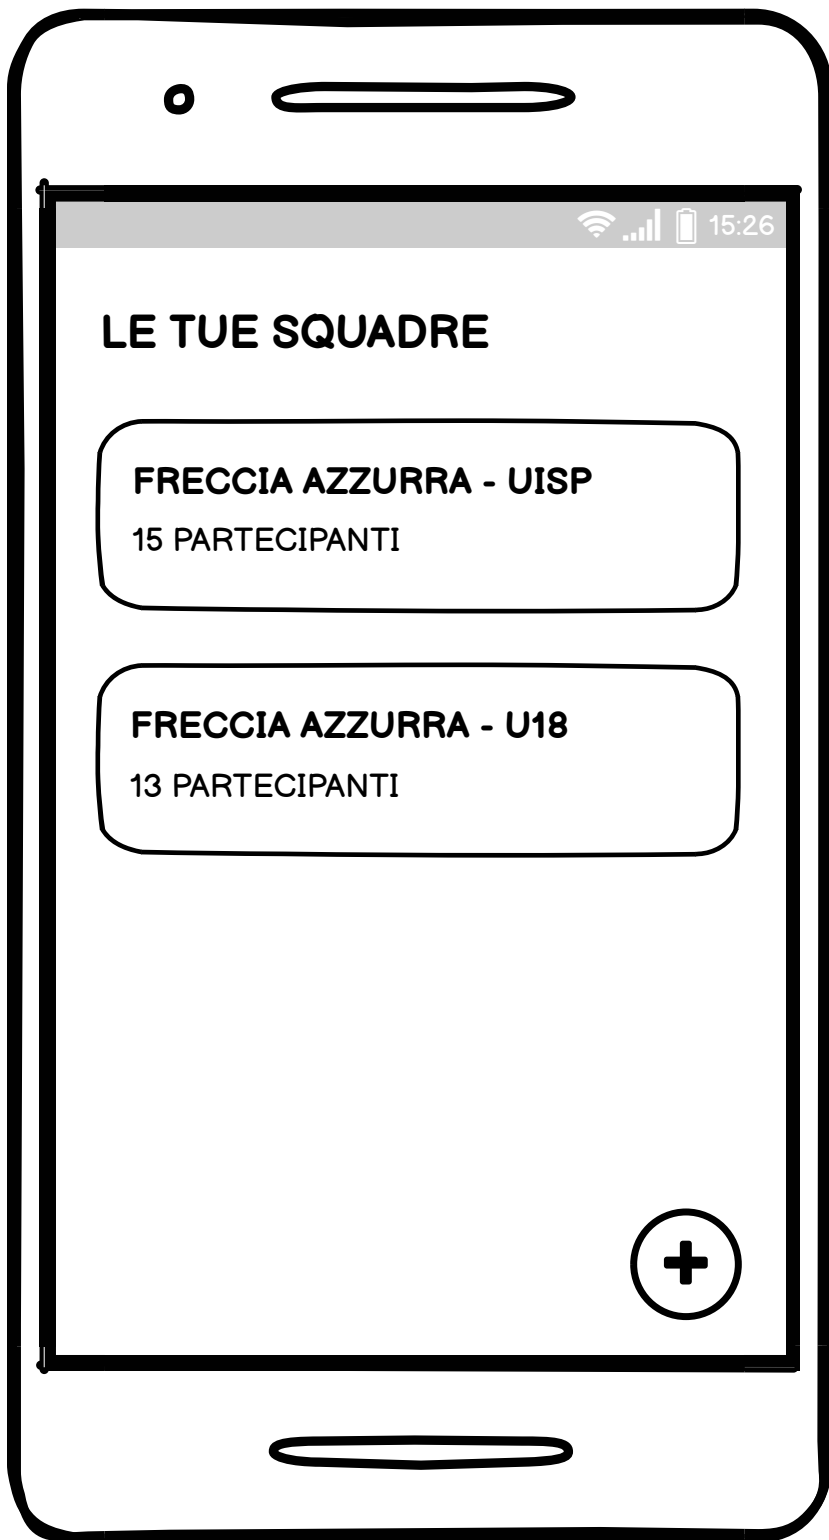 15:26
LE TUE SQUADRE
FRECCIA AZZURRA - UISP
15 PARTECIPANTI
FRECCIA AZZURRA - U18
13 PARTECIPANTI